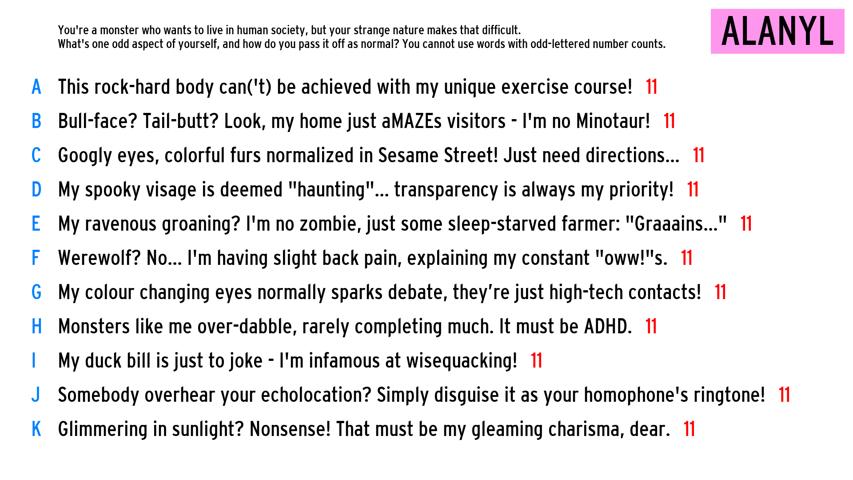 You're a monster who wants to live in human society, but your strange nature makes that difficult.
What's one odd aspect of yourself, and how do you pass it off as normal? You cannot use words with odd-lettered number counts.
ALANYL
A This rock-hard body can('t) be achieved with my unique exercise course! 11
B Bull-face? Tail-butt? Look, my home just aMAZEs visitors - I'm no Minotaur! 11
C Googly eyes, colorful furs normalized in Sesame Street! Just need directions... 11
D My spooky visage is deemed "haunting"... transparency is always my priority! 11
E My ravenous groaning? I'm no zombie, just some sleep-starved farmer: "Graaains..." 11
F Werewolf? No... I'm having slight back pain, explaining my constant "oww!"s. 11
G My colour changing eyes normally sparks debate, they’re just high-tech contacts! 11
H Monsters like me over-dabble, rarely completing much. It must be ADHD. 11
I My duck bill is just to joke - I'm infamous at wisequacking! 11
J Somebody overhear your echolocation? Simply disguise it as your homophone's ringtone! 11
K Glimmering in sunlight? Nonsense! That must be my gleaming charisma, dear. 11